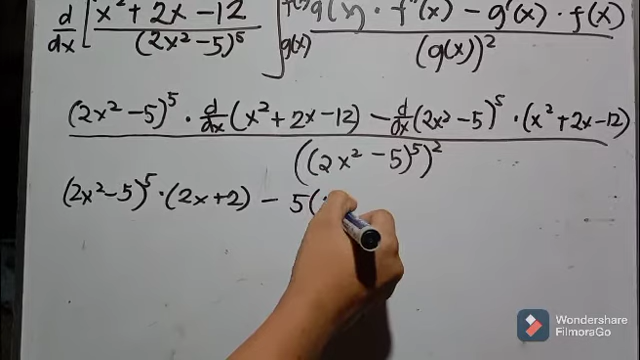 d/dx [x² + 2x - 12 / (2x² - 5)⁵] f(x) g(x) g(x) · f'(x) - g'(x) · f(x) / (g(x))²
(2x² - 5)⁵ · d/dx (x² + 2x - 12) - d/dx (2x² - 5)⁵ · (x² + 2x - 12)
((2x² - 5)⁵)²
(2x² - 5)⁵ · (2x + 2) - 5(
Wondershare
FilmoraGo